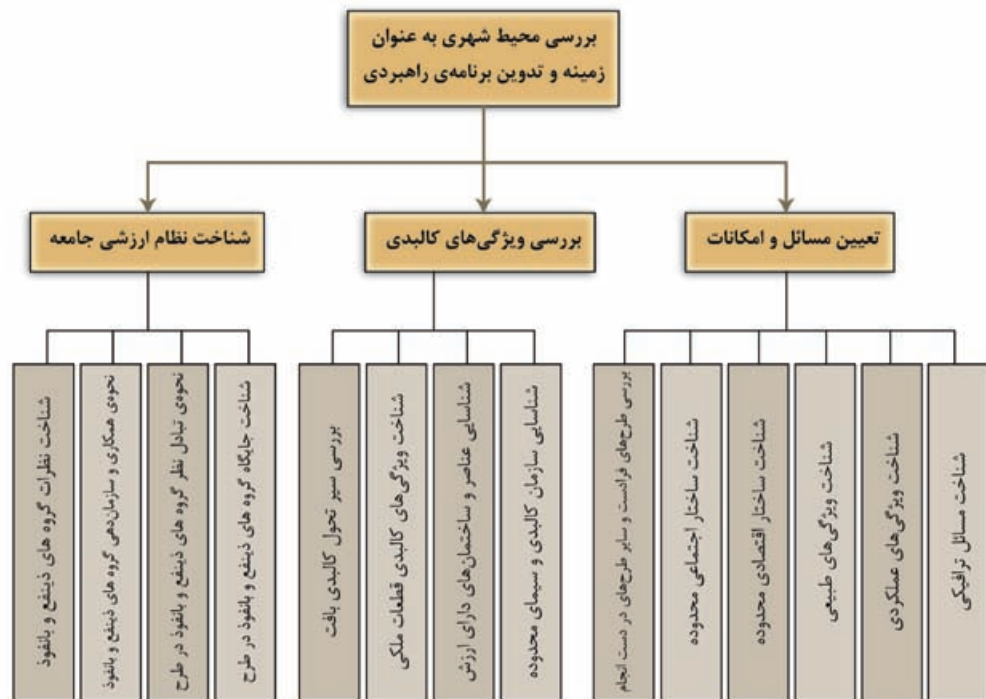 بررسی محیط شهری به عنوان
زمینه و تدوین برنامه‌ی راهبردی
تعیین مسائل و امکانات
بررسی ویژگی‌های کالبدی
شناخت نظام ارزشی جامعه
شناخت مسائل ترافیکی
شناخت ویژگی‌های عملکردی
شناخت ویژگی‌های طبیعی
شناخت ساختار اقتصادی محدوده
شناخت ساختار اجتماعی محدوده
بررسی طرح‌های فرادست و سایر طرح‌های در دست انجام
شناسایی سازمان کالبدی و سیمای محدوده
شناسایی عناصر و ساختمان‌های دارای ارزش
شناخت ویژگی‌های کالبدی قطعات ملکی
بررسی سیر تحول کالبدی بافت
شناخت جایگاه گروه های ذینفع و بانفوذ در طرح
نحوه‌ی تبادل نظر گروه های ذینفع و بانفوذ در طرح
نحوه‌ی همکاری و سازمان‌دهی گروه های ذینفع و بانفوذ
شناخت نظرات گروه های ذینفع و بانفوذ